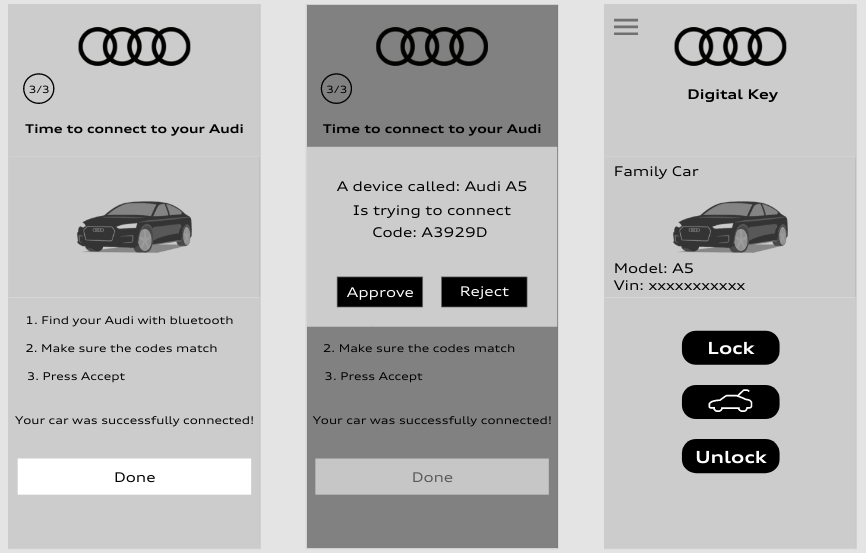 3/3
Time to connect to your Audi
1. Find your Audi with bluetooth
2. Make sure the codes match
3. Press Accept
Your car was successfully connected!
Done
3/3
Time to connect to your Audi
A device called: Audi A5
Is trying to connect
Code: A3929D
Approve
Reject
2. Make sure the codes match
3. Press Accept
Your car was successfully connected!
Done
Digital Key
Family Car
Model: A5
Vin: xxxxxxxxxxx
Lock
Unlock